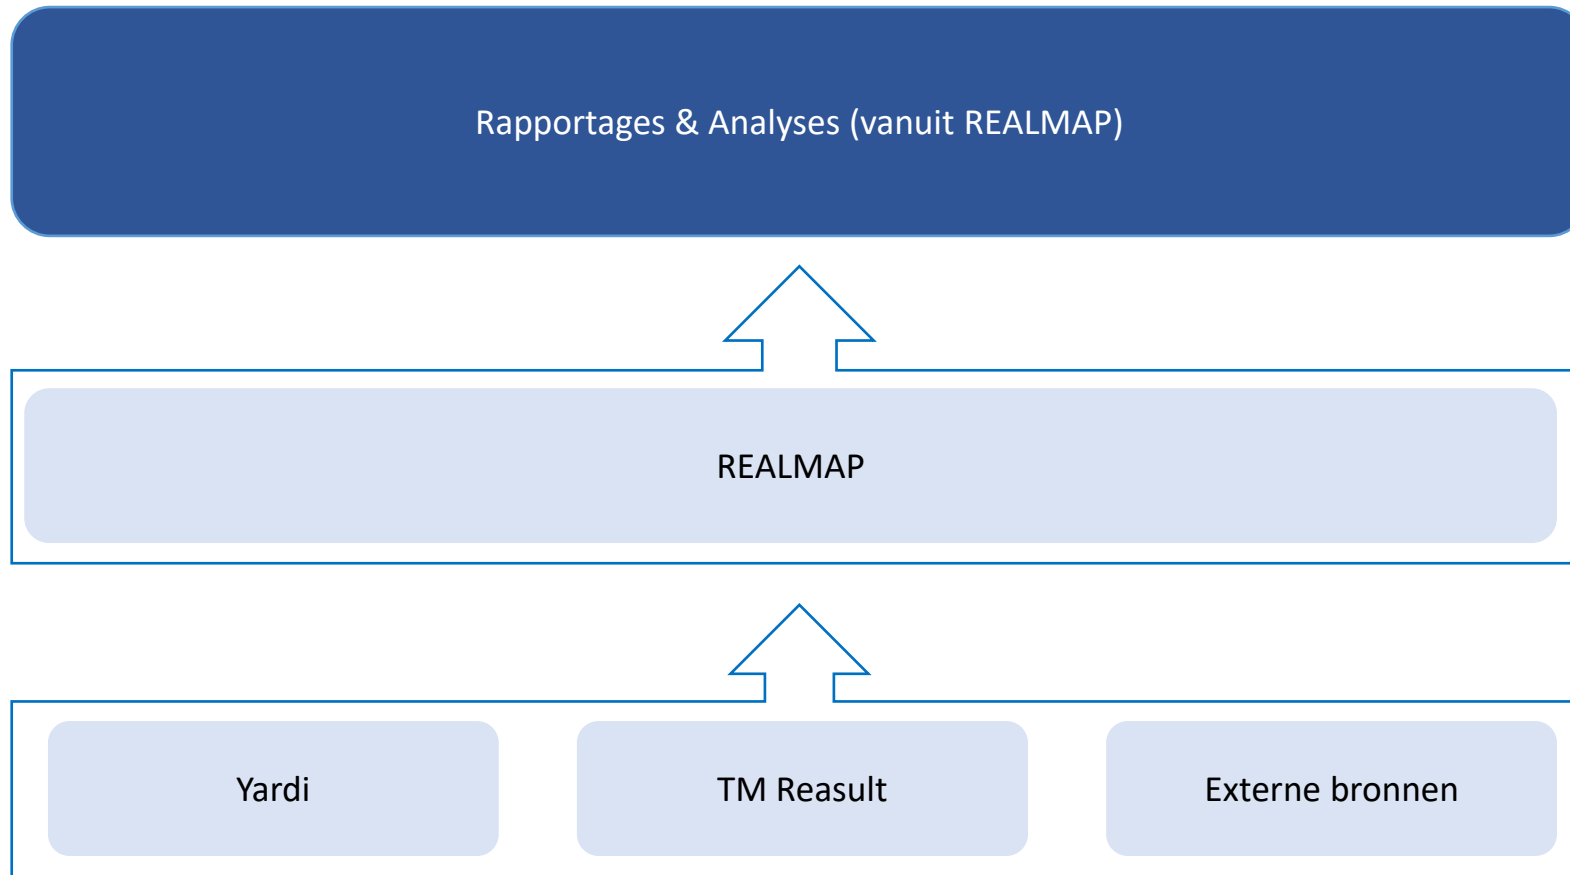 Rapportages & Analyses (vanuit REALMAP)
REALMAP
Yardi
TM Reasult
Externe bronnen